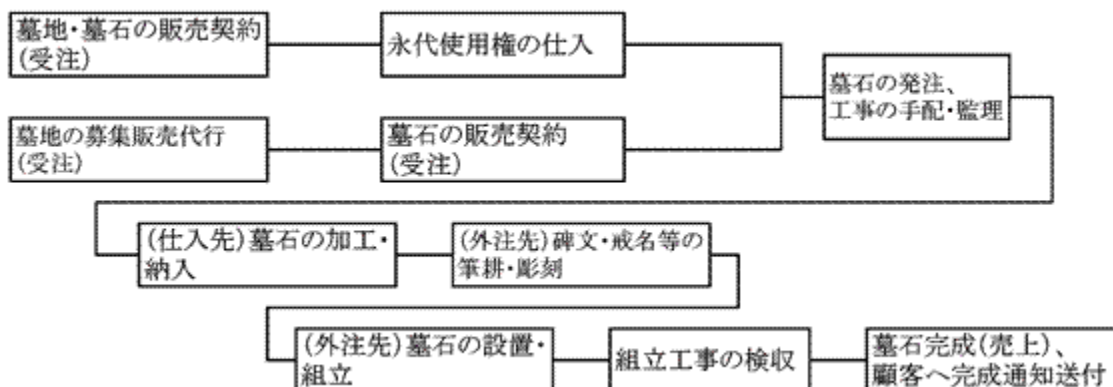 墓地・墓石の販売契約
(受注)
永代使用権の仕入
墓石の発注、
工事の手配・監理
墓地の募集販売代行
(受注)
墓石の販売契約
(受注)
(仕入先)墓石の加工・
納入
(外注先)碑文・戒名等の
筆耕・彫刻
(外注先)墓石の設置・
組立
組立工事の検収
墓石完成(売上)、
顧客へ完成通知送付